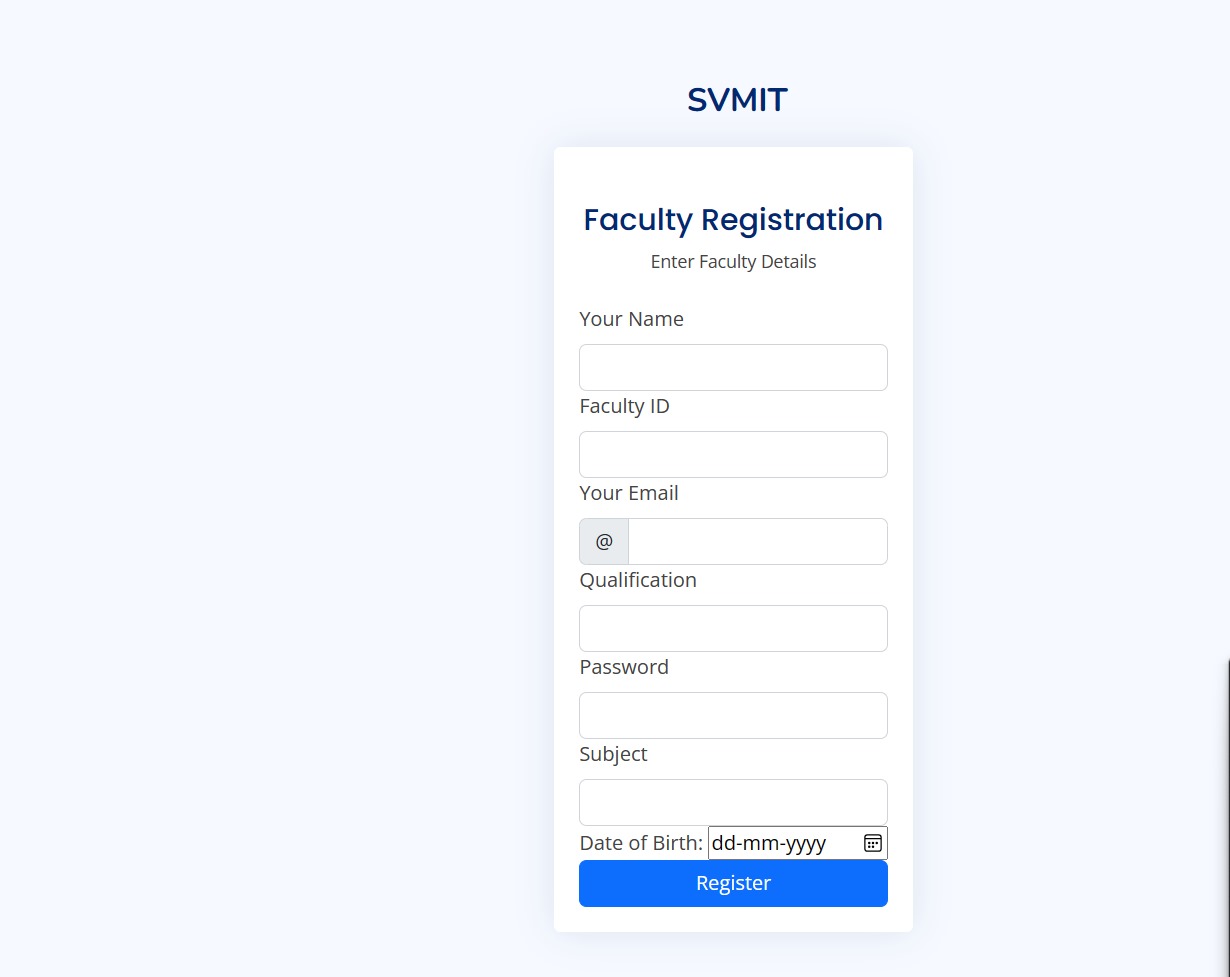 SVMIT
Faculty Registration
Enter Faculty Details
Your Name
Faculty ID
Your Email
@
Qualification
Password
Subject
Date of Birth: dd-mm-yyyy
Register